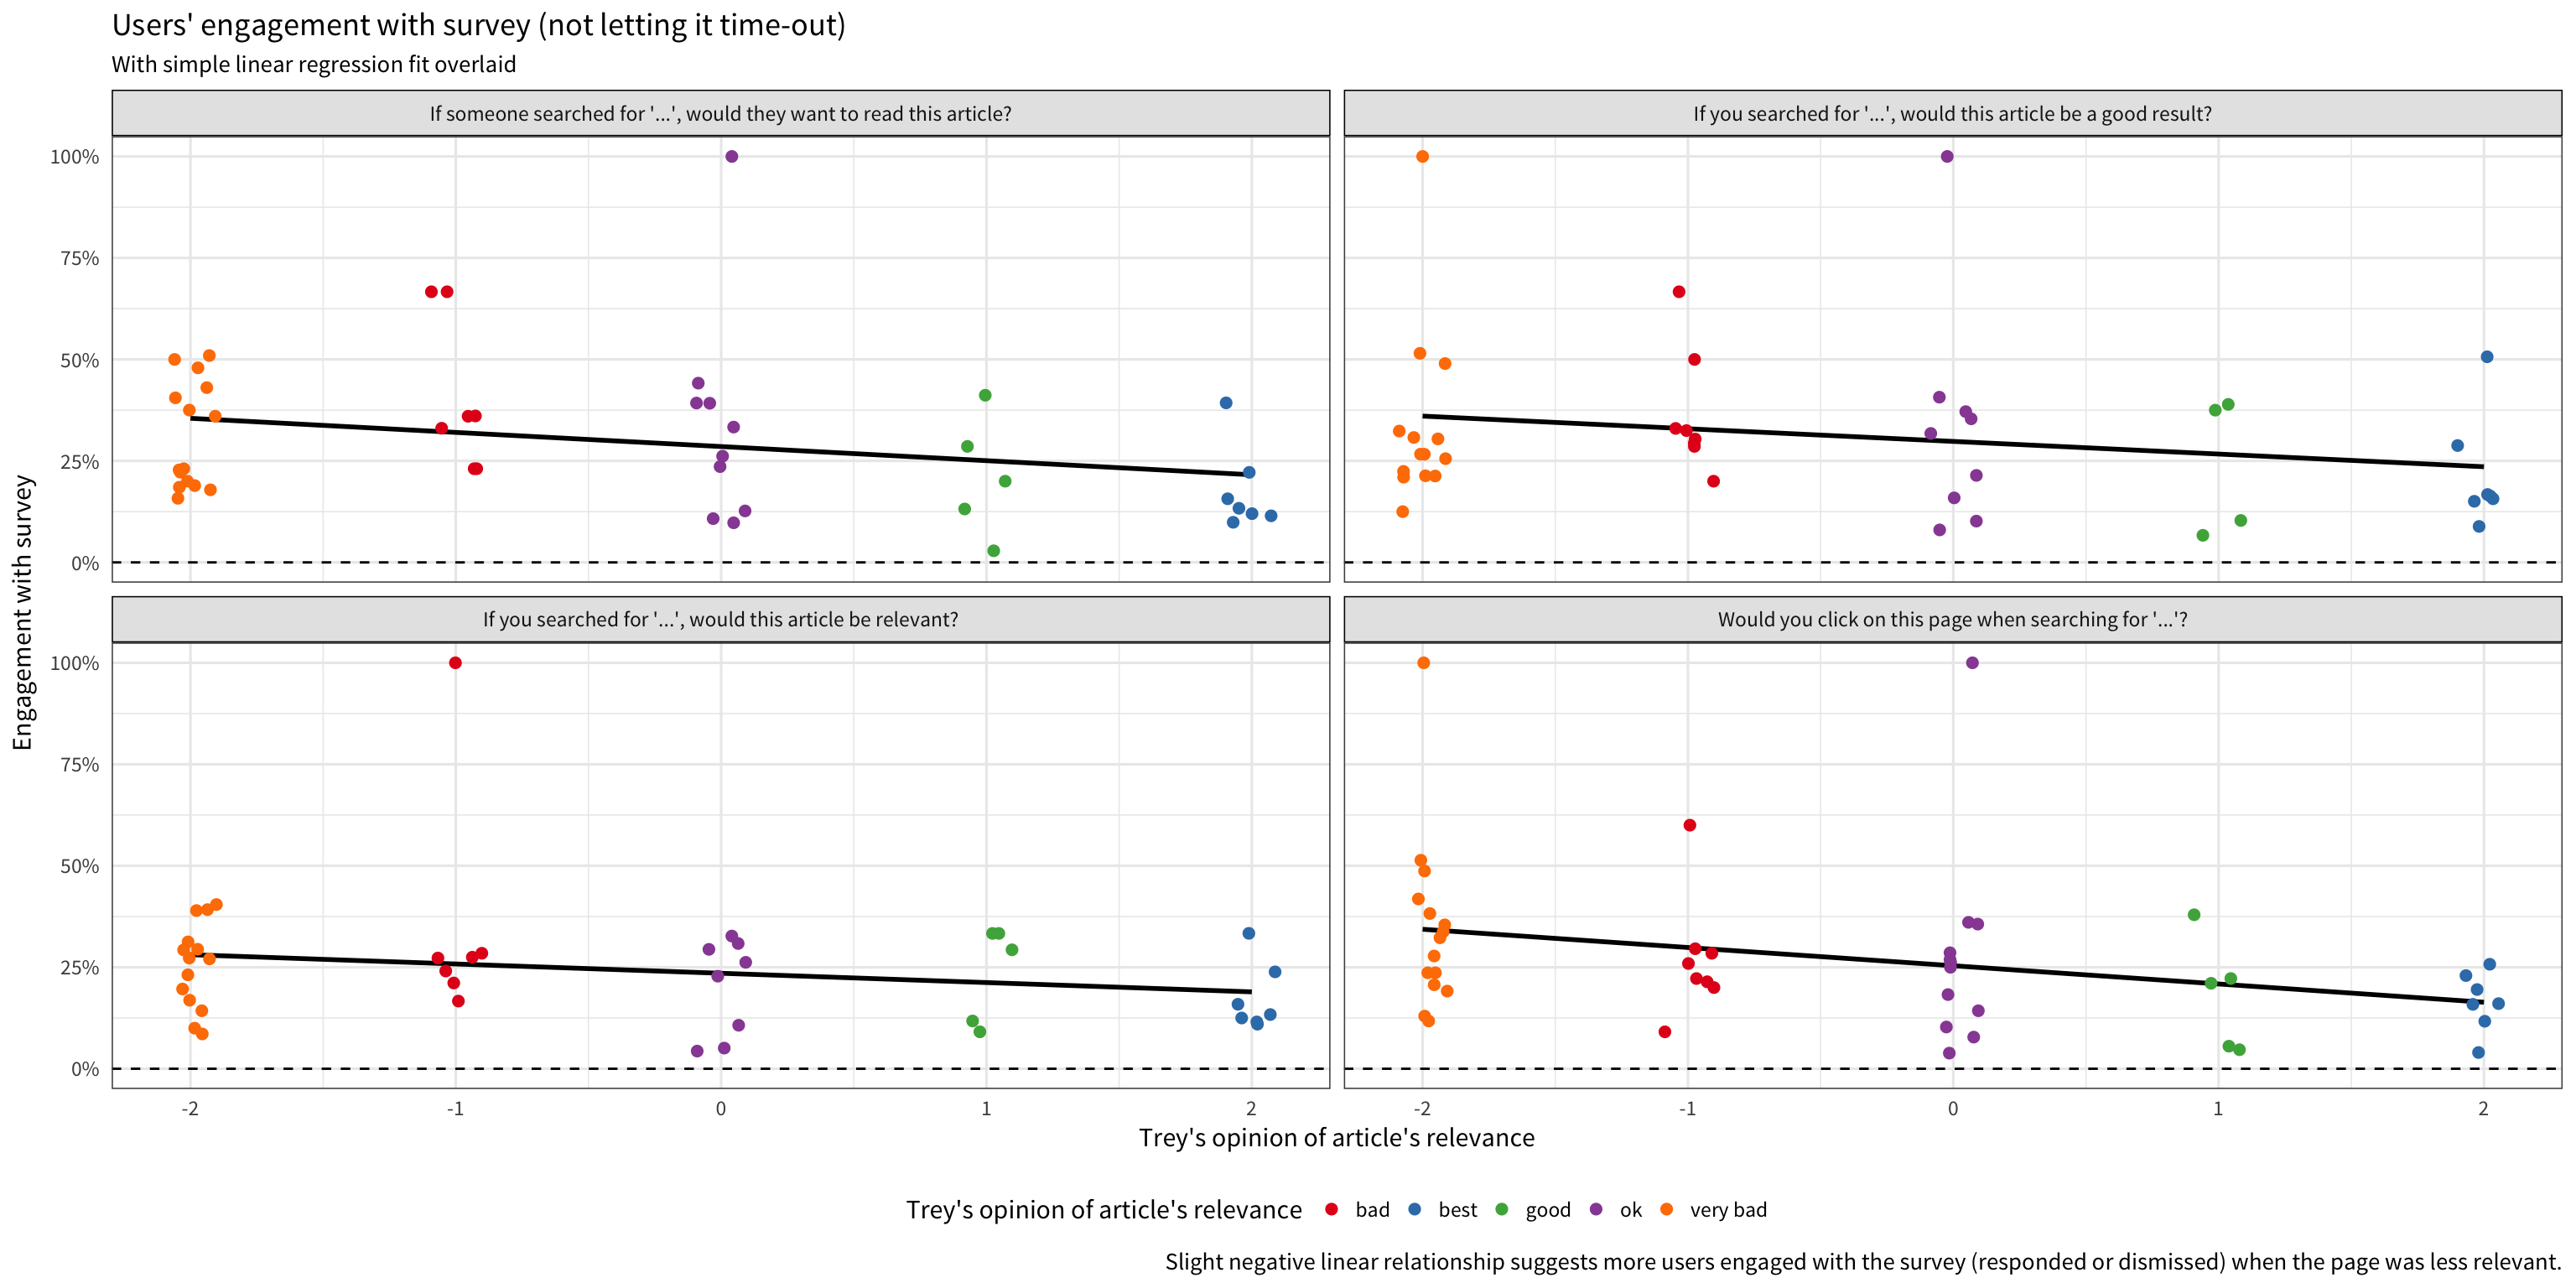 Users' engagement with survey (not letting it time-out)
With simple linear regression fit overlaid
If someone searched for '...', would they want to read this article?
If you searched for '...', would this article be a good result?
100%
75%
50%
25%
0%
If you searched for '...', would this article be relevant?
Would you click on this page when searching for '...'?
100%
75%
50%
25%
0%
Engagement with survey
-2 -1 0 1 2
-2 -1 0 1 2
Trey's opinion of article's relevance
Trey's opinion of article's relevance bad best good ok very bad
Slight negative linear relationship suggests more users engaged with the survey (responded or dismissed) when the page was less relevant.